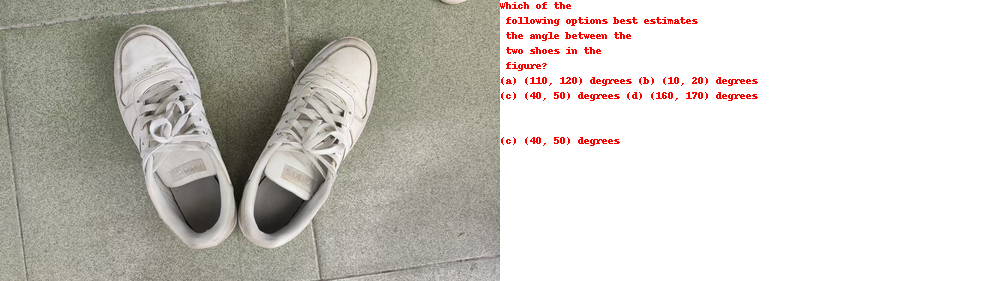 Which of the
following options best estimates
the angle between the
two shoes in the
figure?
(a) (110, 120) degrees (b) (10, 20) degrees
(c) (40, 50) degrees (d) (160, 170) degrees
(c) (40, 50) degrees